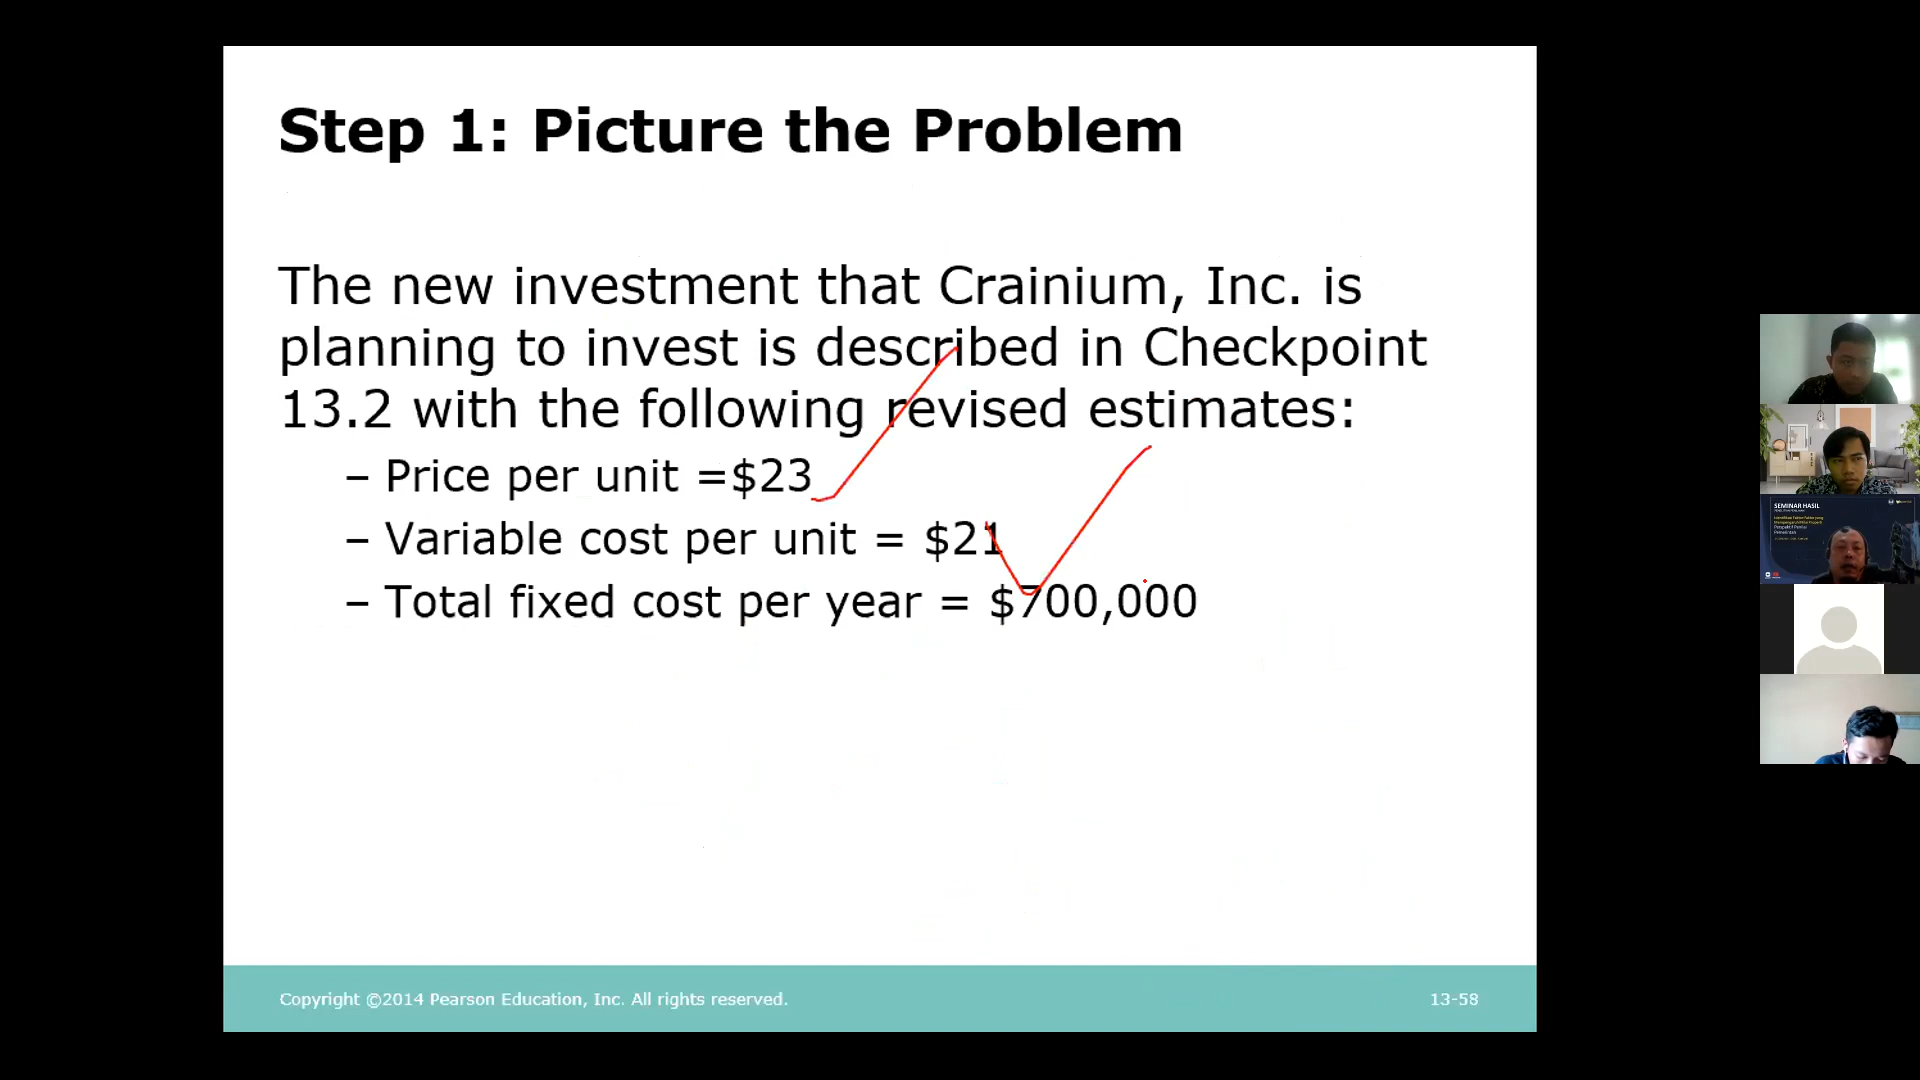 Step 1: Picture the Problem
The new investment that Crainium, Inc. is
planning to invest is described in Checkpoint
13.2 with the following revised estimates:
– Price per unit =$23
– Variable cost per unit = $21
– Total fixed cost per year = $700,000
Copyright ©2014 Pearson Education, Inc. All rights reserved.
13-58
SEMINAR HASIL